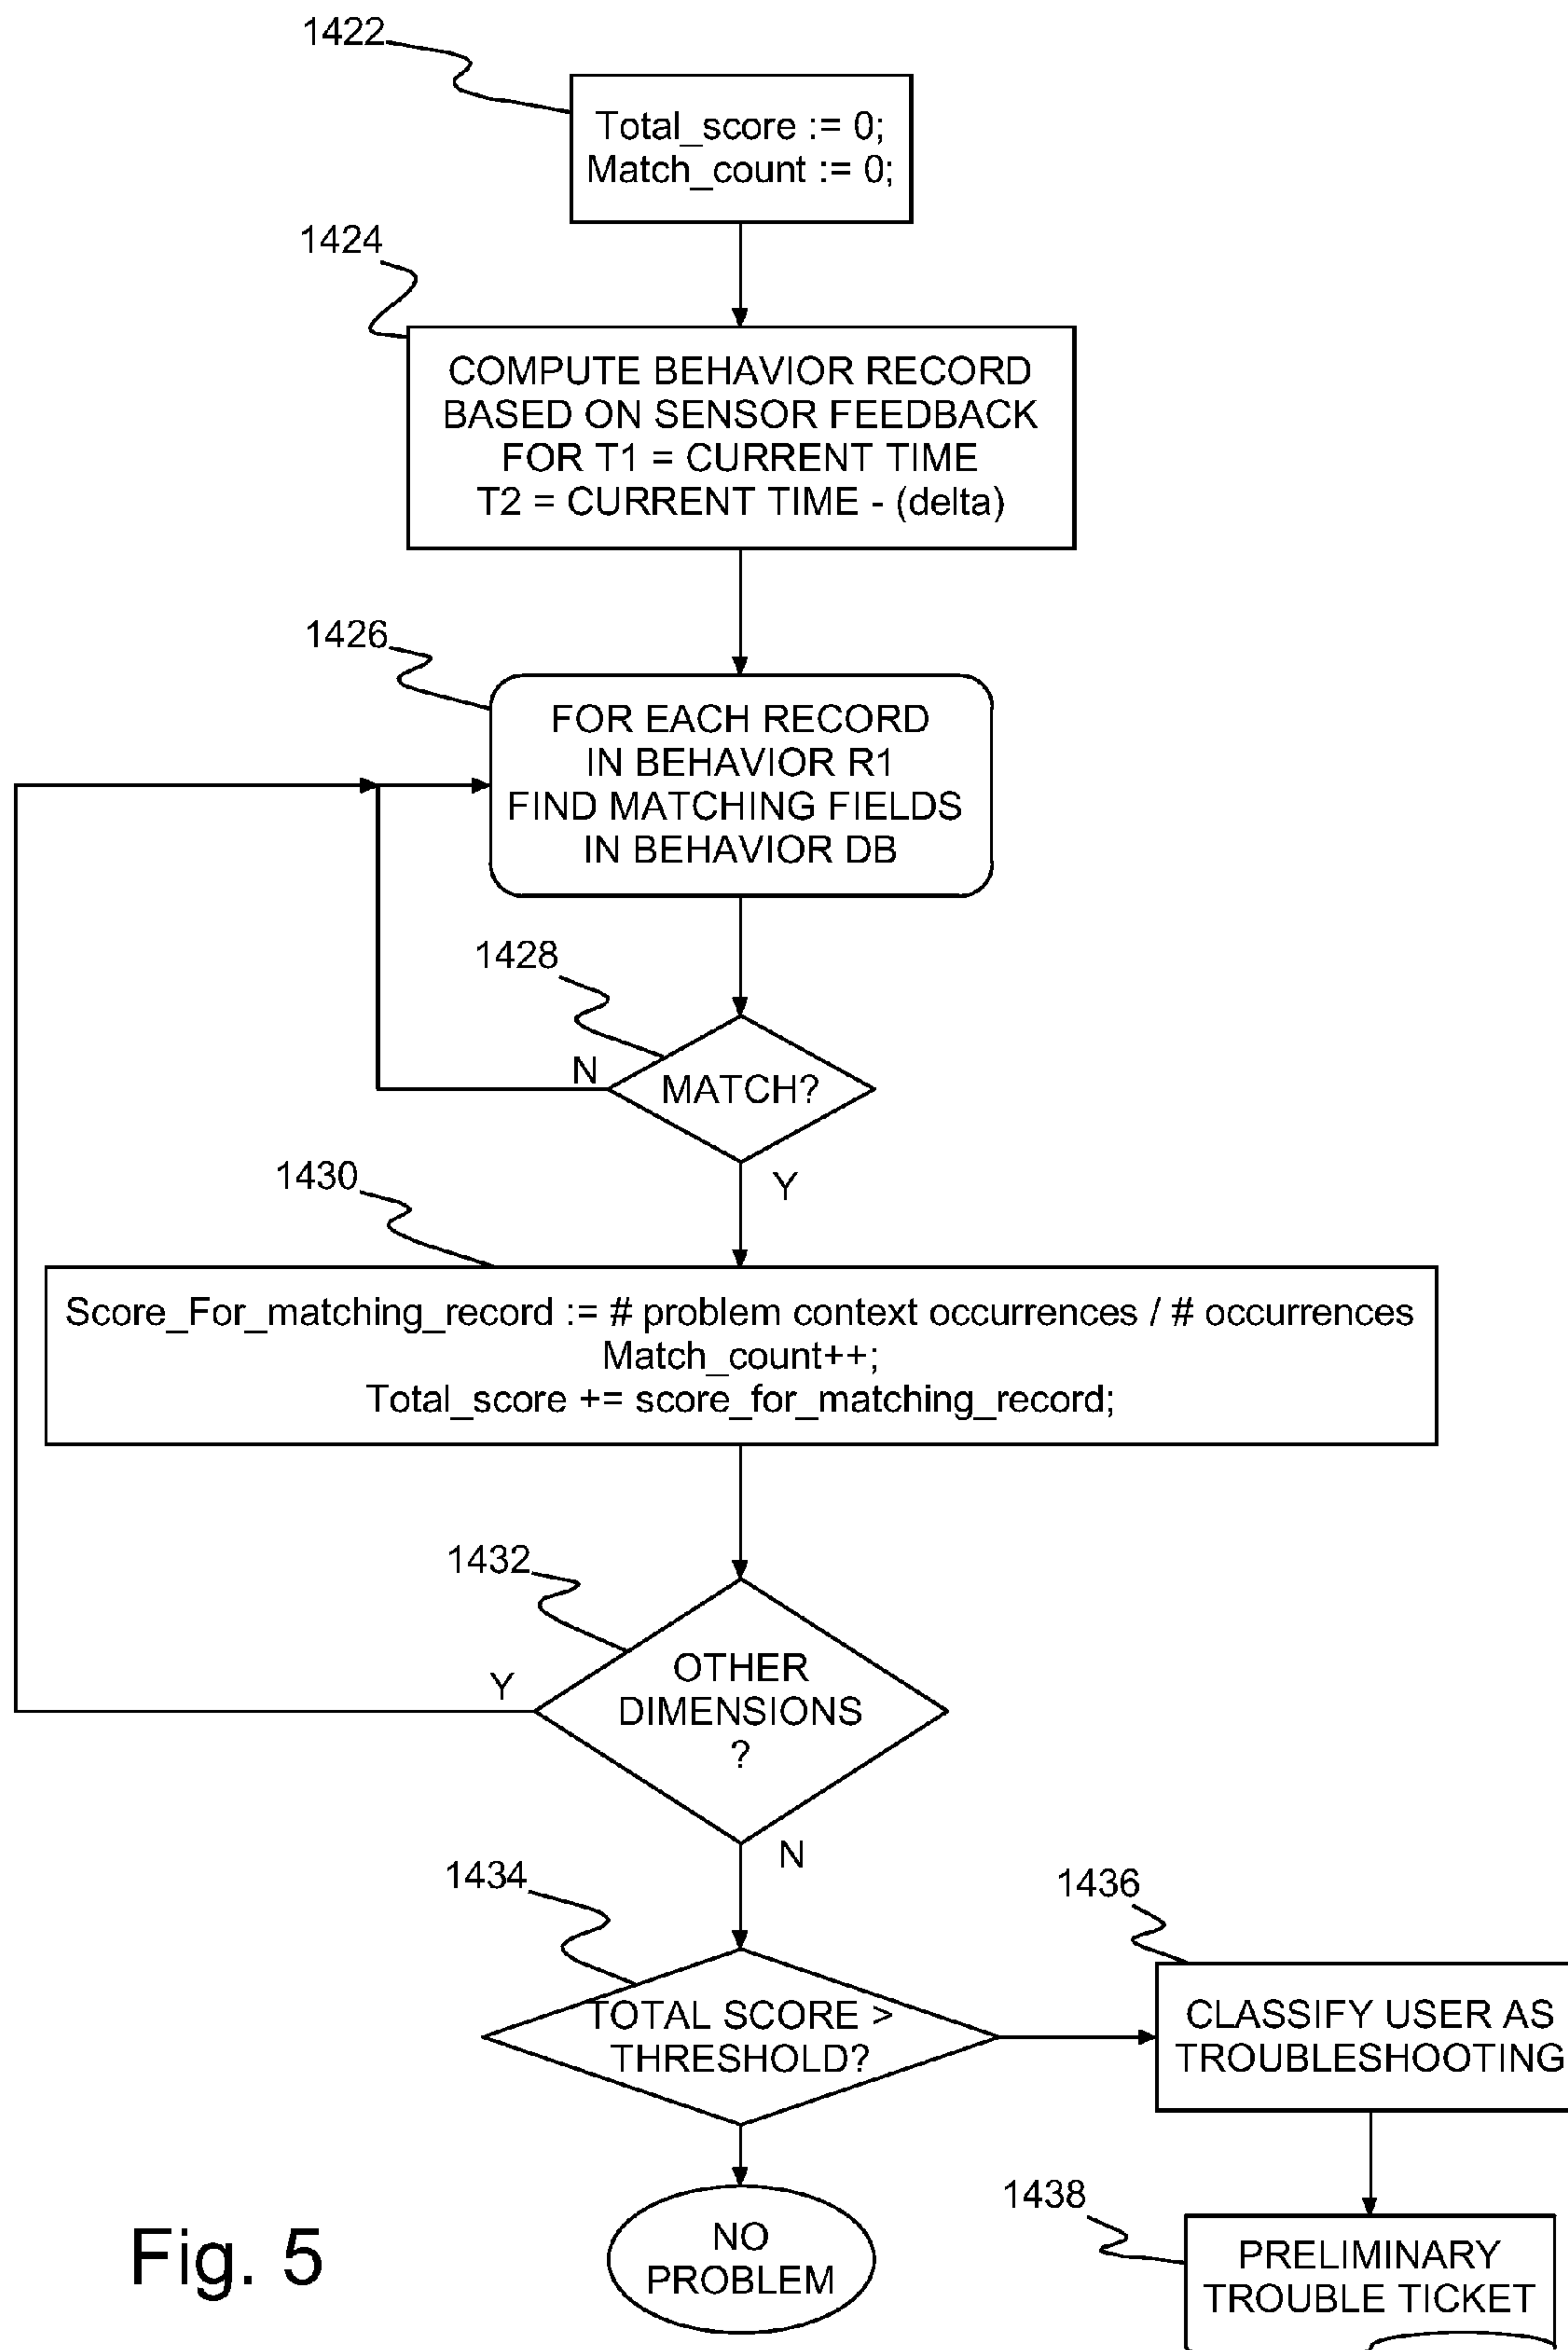 1422
Total_score := 0;
Match_count := 0;
1424
COMPUTE BEHAVIOR RECORD
BASED ON SENSOR FEEDBACK
FOR T1 = CURRENT TIME
T2 = CURRENT TIME - (delta)
1426
FOR EACH RECORD
IN BEHAVIOR R1
FIND MATCHING FIELDS
IN BEHAVIOR DB
1428
N
MATCH?
Y
1430
Score_For_matching_record := # problem context occurrences / # occurrences
Match_count++;
Total_score += score_for_matching_record;
1432
Y
OTHER
DIMENSIONS
?
N
1434
TOTAL SCORE >
THRESHOLD?
1436
CLASSIFY USER AS
TROUBLESHOOTING
NO
PROBLEM
1438
PRELIMINARY
TROUBLE TICKET
Fig. 5